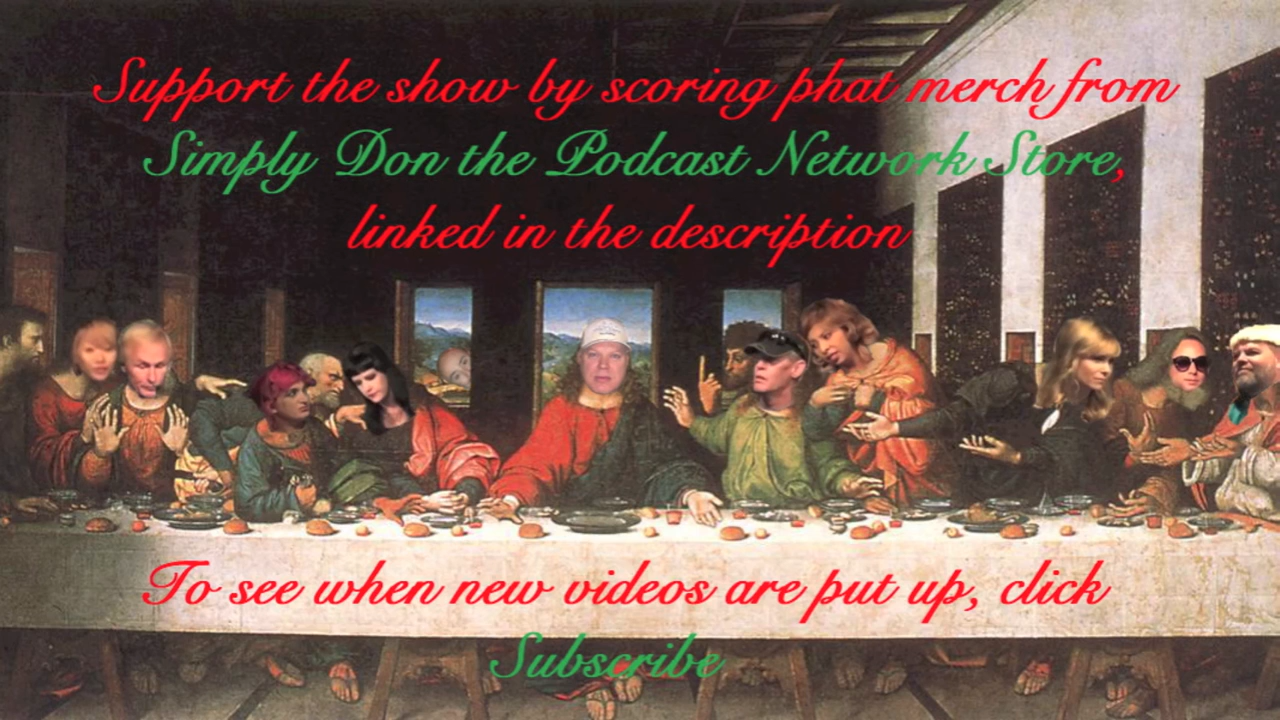 Support the show by scoring phat merch from
Simply Don the Podcast Network Store,
linked in the description
To see when new videos are put up, click
Subscribe